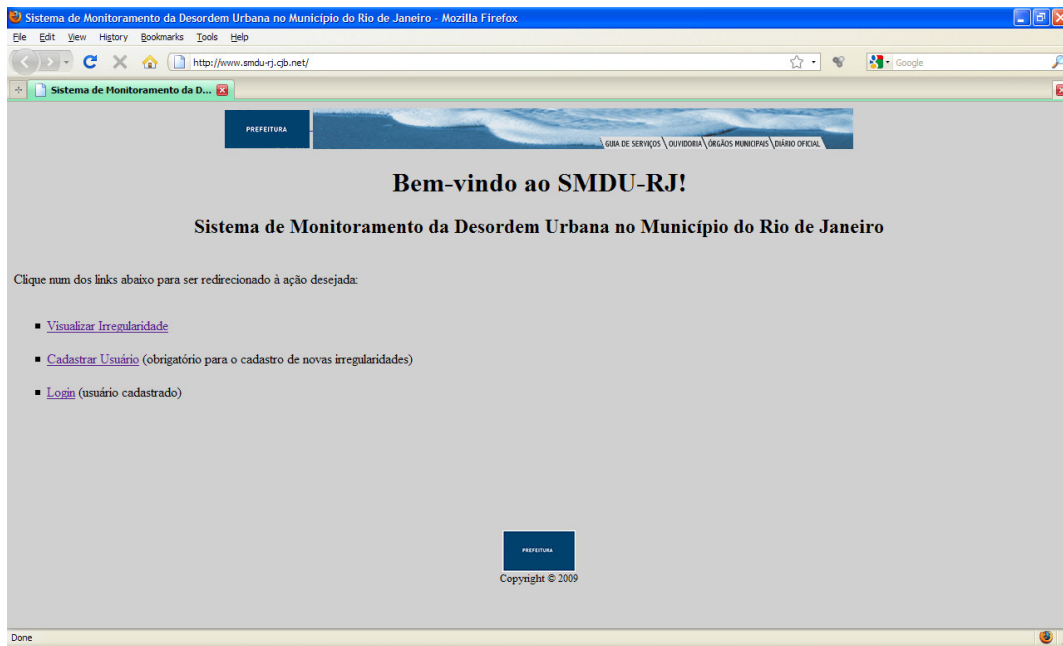 Sistema de Monitoramento da Desordem Urbana no Município do Rio de Janeiro - Mozilla Firefox
File Edit View History Bookmarks Tools Help
http://www.smdu-rj.cjb.net/
Google
Sistema de Monitoramento da D...
PREFEITURA
GUIA DE SERVIÇOS \ OUVIDORIA \ ÓRGÃOS MUNICIPAIS \ DIÁRIO OFICIAL
Bem-vindo ao SMDU-RJ!
Sistema de Monitoramento da Desordem Urbana no Município do Rio de Janeiro
Clique num dos links abaixo para ser redirecionado à ação desejada:
Visualizar Irregularidade
Cadastrar Usuário (obrigatório para o cadastro de novas irregularidades)
Login (usuário cadastrado)
PREFEITURA
Copyright © 2009
Done